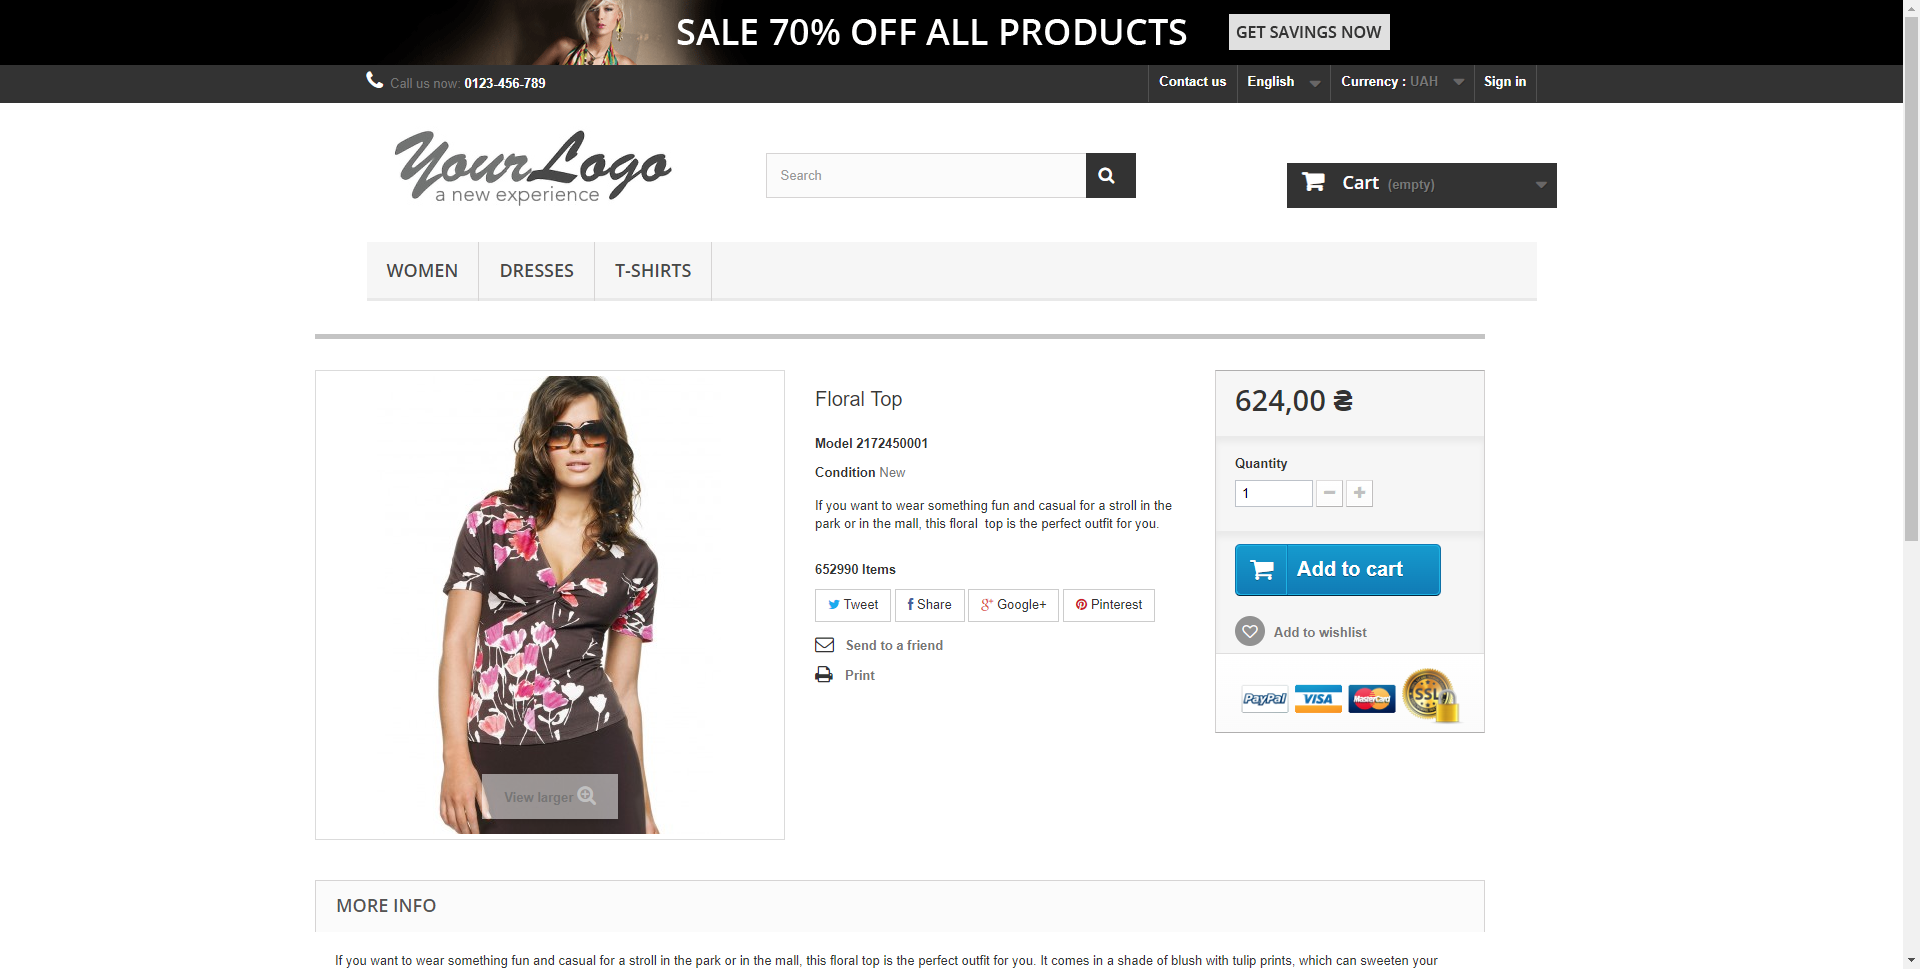 SALE 70% OFF ALL PRODUCTS
GET SAVINGS NOW
Call us now: 0123-456-789
Contact us
English
Currency : UAH
Sign in
YourLogo
a new experience
Search
Cart (empty)
WOMEN
DRESSES
T-SHIRTS
Floral Top
Model 2172450001
Condition New
If you want to wear something fun and casual for a stroll in the
park or in the mall, this floral top is the perfect outfit for you.
652990 Items
Tweet
Share
Google+
Pinterest
Send to a friend
Print
View larger
624,00 ₴
Quantity
1
Add to cart
Add to wishlist
PayPal
VISA
MasterCard
SSL
MORE INFO
If you want to wear something fun and casual for a stroll in the park or in the mall, this floral top is the perfect outfit for you. It comes in a shade of blush with tulip prints, which can sweeten your